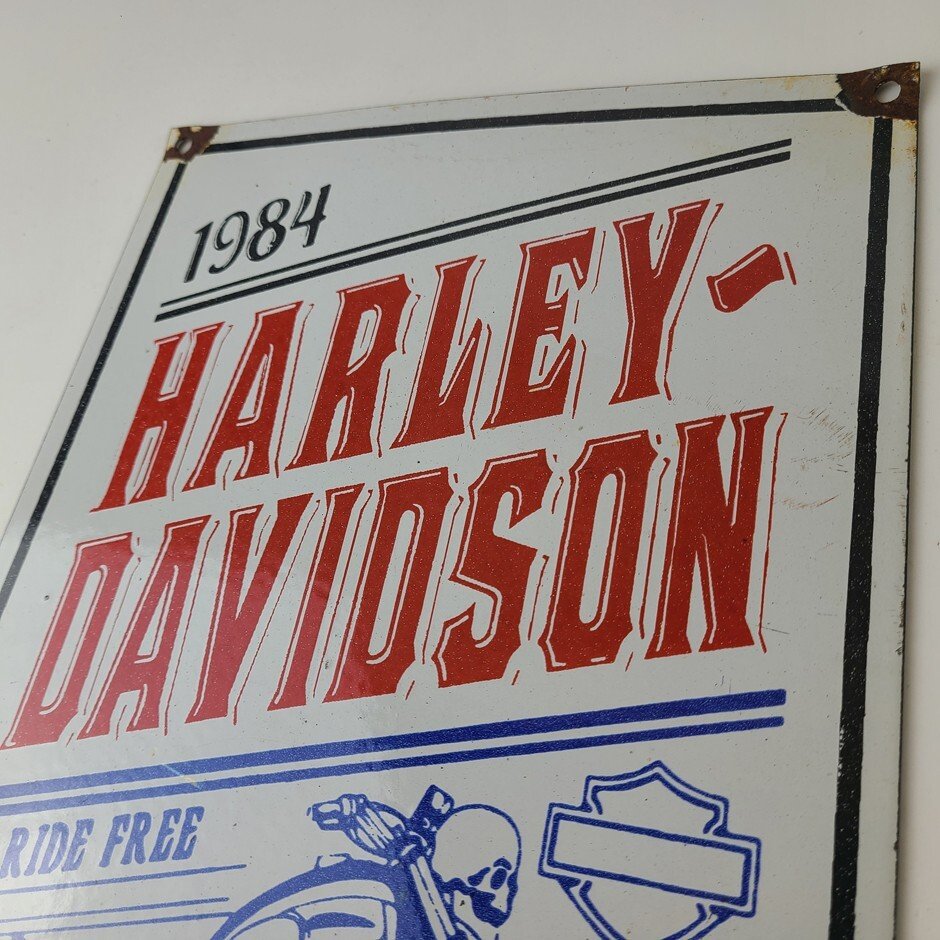 1984
HARLEY-
DAVIDSON
RIDE FREE